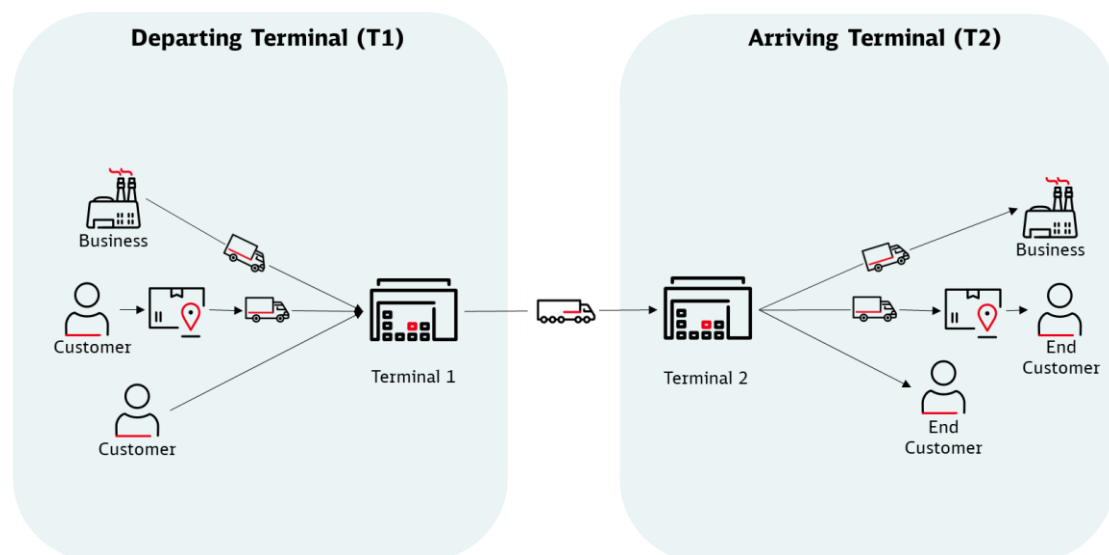 Departing Terminal (T1)
Arriving Terminal (T2)
Business
Customer
Customer
Terminal 1
Terminal 2
Business
End
Customer
End
Customer